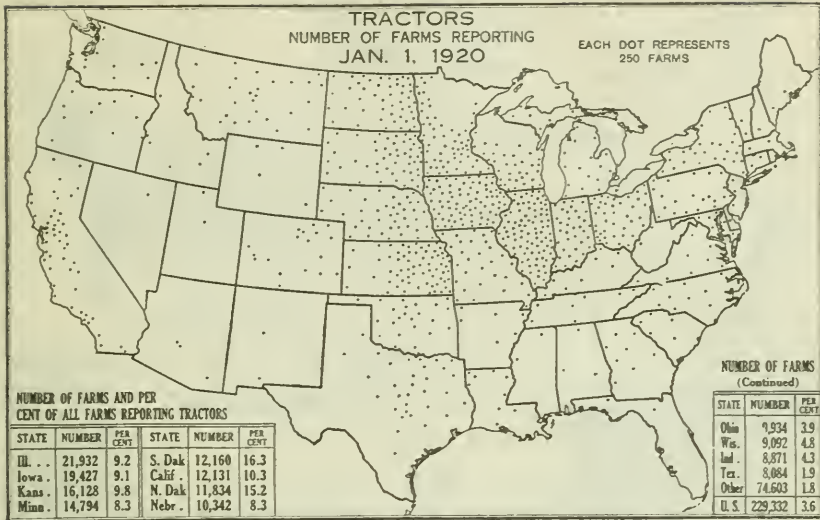 TRACTORS
NUMBER OF FARMS REPORTING
JAN. 1, 1920
EACH DOT REPRESENTS
250 FARMS
NUMBER OF FARMS AND PER
CENT OF ALL FARMS REPORTING TRACTORS
STATE NUMBER PER CENT STATE NUMBER PER CENT
Ill. . . 21,932 9.2 S. Dak 12,160 16.3
Iowa . 19,427 9.1 Calif . 12,131 10.3
Kans . 16,128 9.8 N. Dak 11,834 15.2
Minn . 14,794 8.3 Nebr . 10,342 8.3
NUMBER OF FARMS
(Continued)
STATE NUMBER PER CENT
Ohio 9,934 3.9
Wis. 9,092 4.8
Ind . 8,871 4.3
Tex. 8,084 1.9
Other 74,603 1.8
U. S. 229,332 3.6